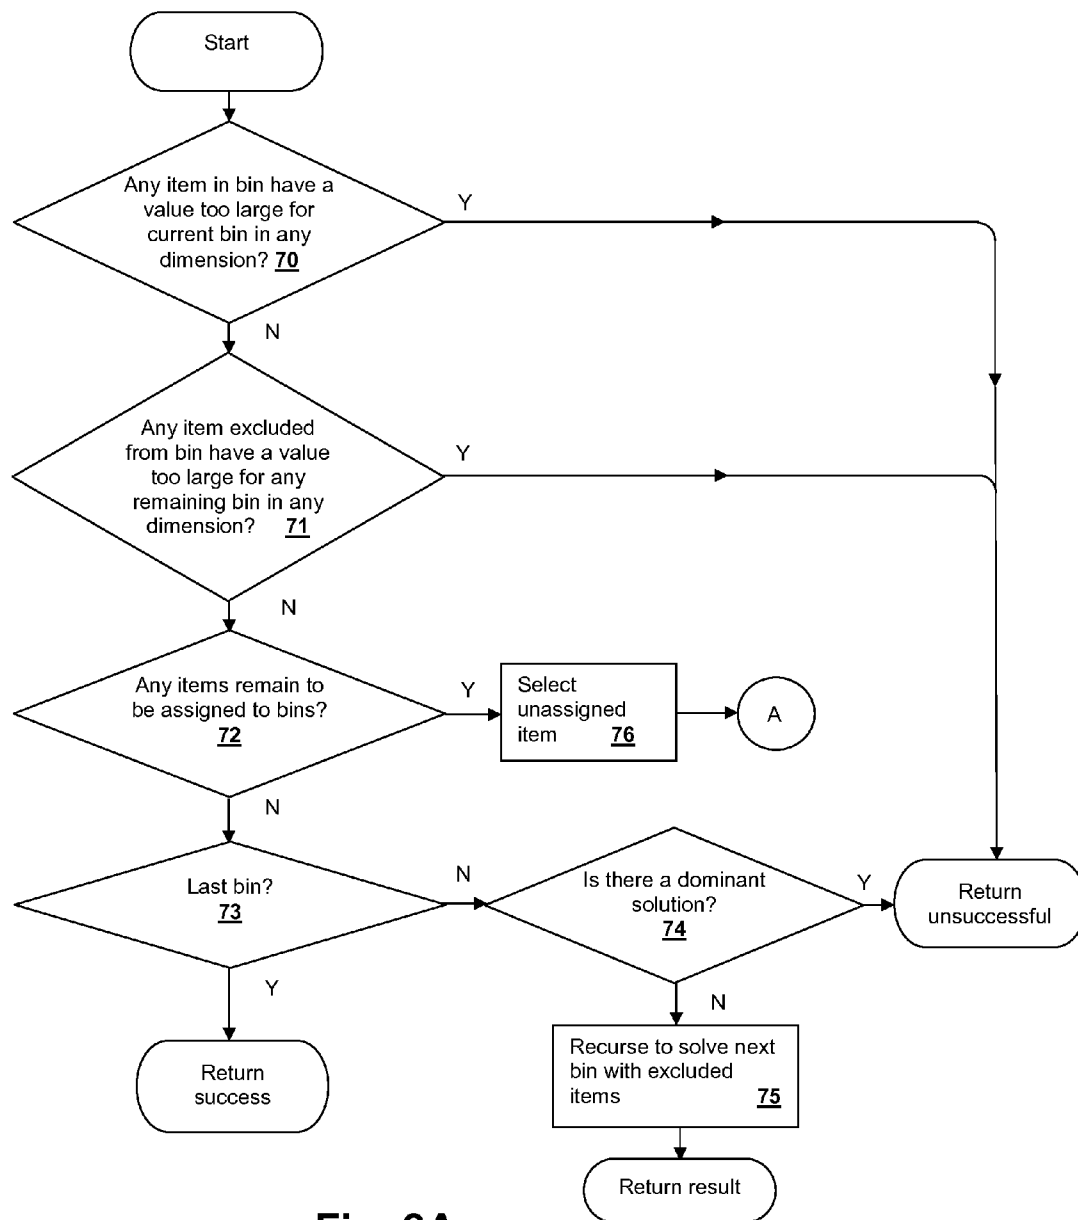 Start
Any item in bin have a
value too large for
current bin in any
dimension? 70
Y
N
Any item excluded
from bin have a value
too large for any
remaining bin in any
dimension? 71
Y
N
Any items remain to
be assigned to bins?
72
Y
Select
unassigned
item 76
A
N
Last bin?
73
N
Is there a dominant
solution?
74
Y
Return
unsuccessful
Y
N
Return
success
Recurse to solve next
bin with excluded
items 75
Return result